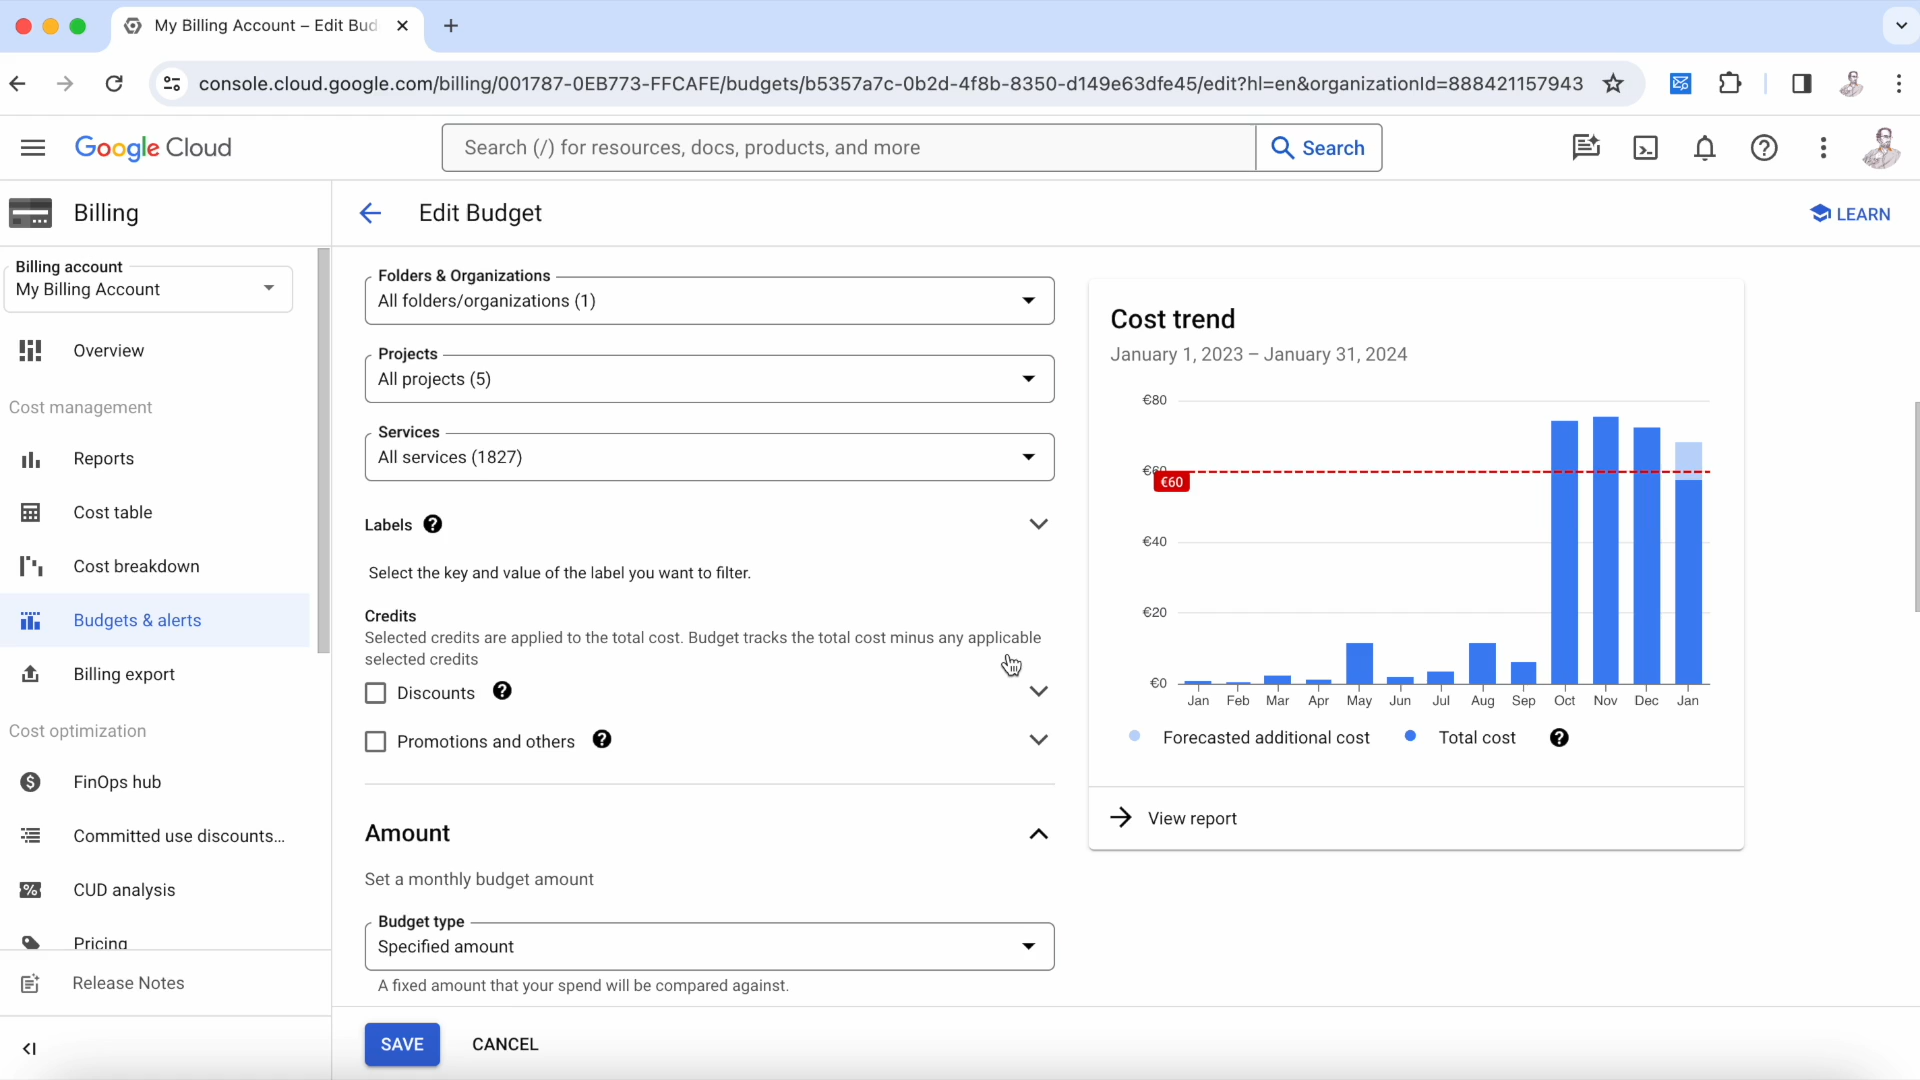 My Billing Account – Edit Bud
console.cloud.google.com/billing/001787-0EB773-FFCAFE/budgets/b5357a7c-0b2d-4f8b-8350-d149e63dfe45/edit?hl=en&organizationId=888421157943
Google Cloud
Search (/) for resources, docs, products, and more
Search
Billing
Edit Budget
LEARN
Billing account
My Billing Account
Overview
Cost management
Reports
Cost table
Cost breakdown
Budgets & alerts
Billing export
Cost optimization
FinOps hub
Committed use discounts...
CUD analysis
Pricing
Release Notes
Folders & Organizations
All folders/organizations (1)
Projects
All projects (5)
Services
All services (1827)
Labels
Select the key and value of the label you want to filter.
Credits
Selected credits are applied to the total cost. Budget tracks the total cost minus any applicable
selected credits
Discounts
Promotions and others
Amount
Set a monthly budget amount
Budget type
Specified amount
A fixed amount that your spend will be compared against.
SAVE
CANCEL
Cost trend
January 1, 2023 – January 31, 2024
€80
€60
€60
€40
€20
€0
Jan Feb Mar Apr May Jun Jul Aug Sep Oct Nov Dec Jan
Forecasted additional cost
Total cost
View report